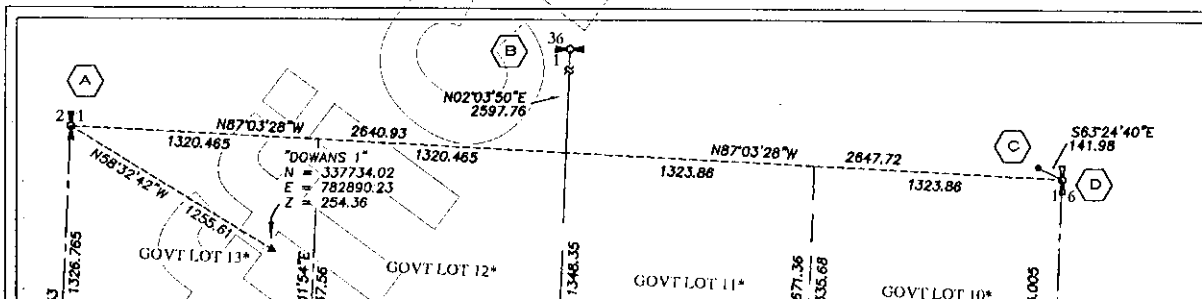 36
B
1
A
N02°03'50"E
2597.76
S63°24'40"E
141.98
2 1
N87°03'28"W 2640.93
C
1320.465
"DOWANS 1"
1320.465
N87°03'28"W 2647.72
N = 337734.02
1323.86
1323.86
E = 782890.23
Z = 254.36
1 6
D
N58°32'42"W
1255.61
GOVT LOT 13*
GOVT LOT 12*
GOVT LOT 11*
GOVT LOT 10*
1326.765
1348.35